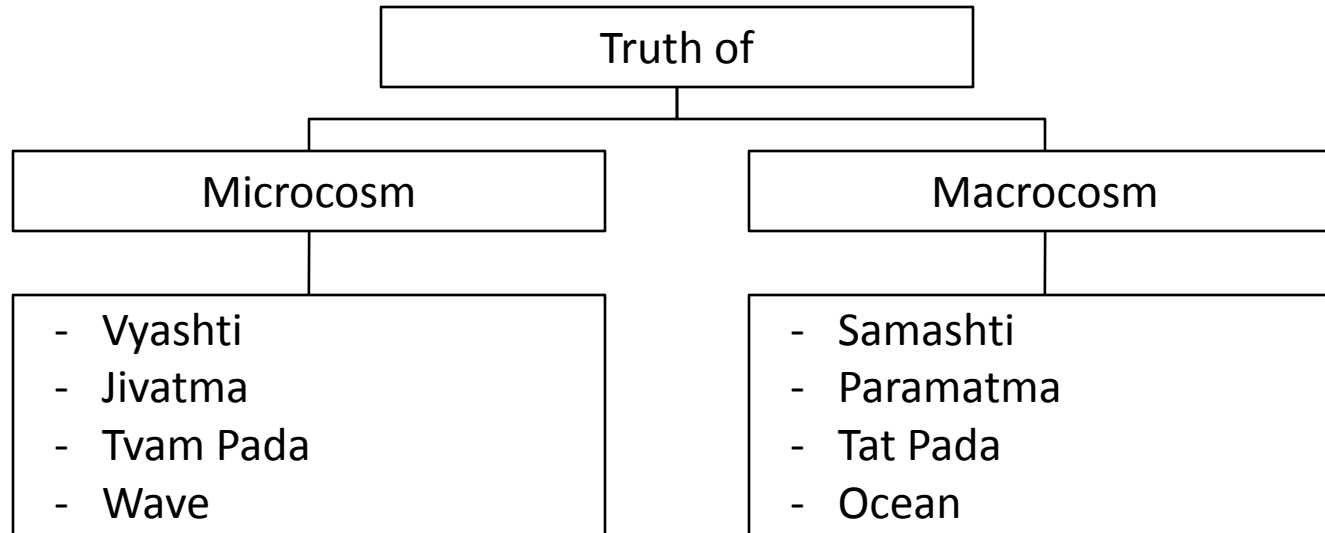 Truth of
Microcosm
Macrocosm
- Vyashti
- Jivatma
- Tvam Pada
- Wave
- Samashti
- Paramatma
- Tat Pada
- Ocean